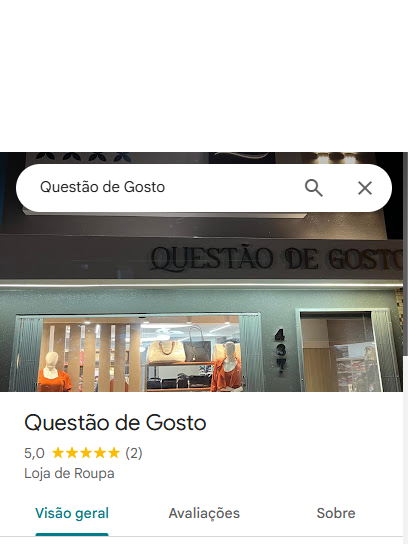 Questão de Gosto
QUESTÃO DE GOSTO
437
Questão de Gosto
5,0 (2)
Loja de Roupa
Visão geral
Avaliações
Sobre